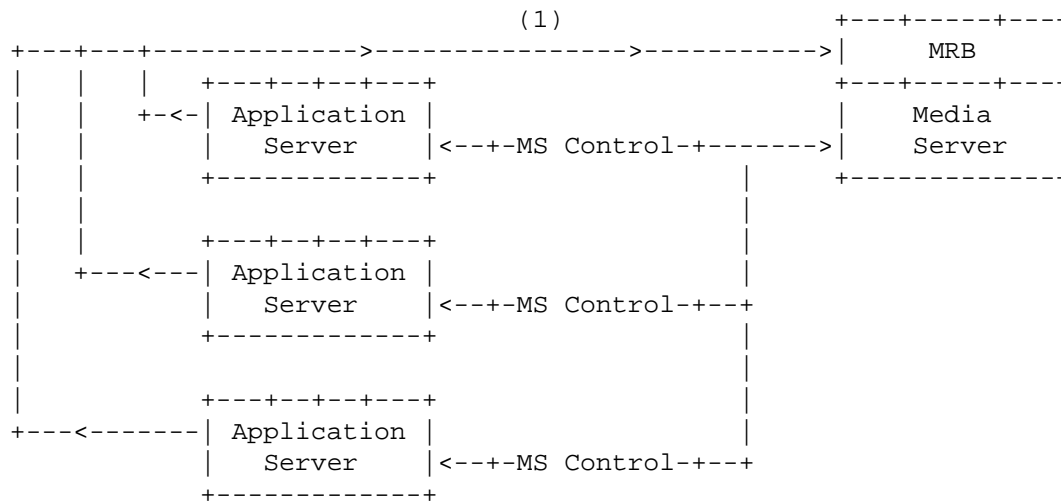 (1)
MRB
Application
Server
Media
Server
MS Control
Application
Server
MS Control
Application
Server
MS Control